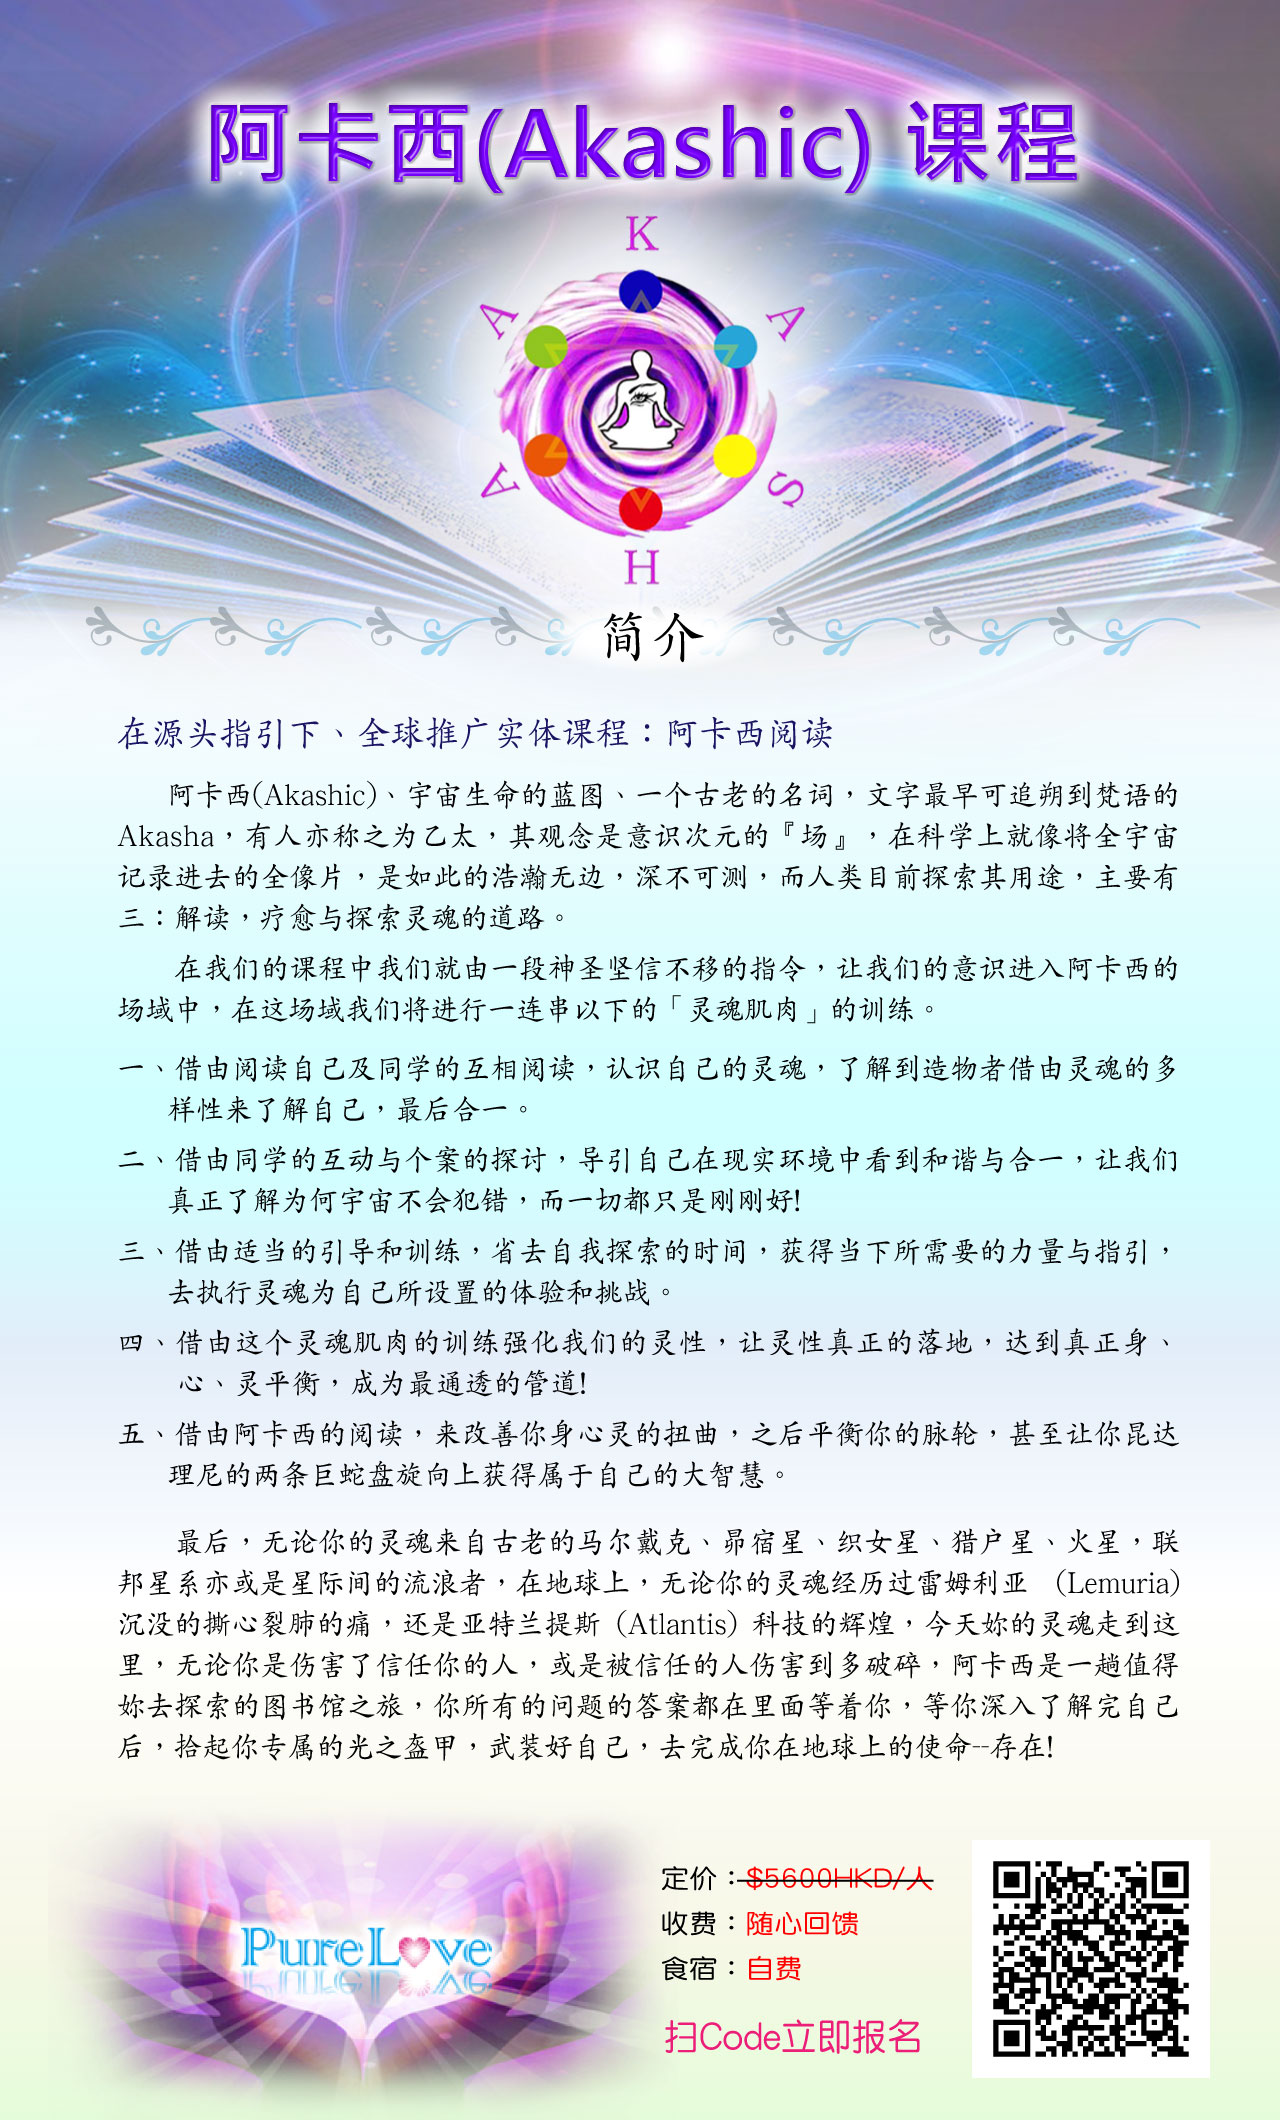 阿卡西(Akashic) 课程
K
A
A
A
S
H
简介
在源头指引下、全球推广实体课程：阿卡西阅读
阿卡西(Akashic)、宇宙生命的蓝图、一个古老的名词，文字最早可追朔到梵语的
Akasha，有人亦称之为乙太，其观念是意识次元的『场』，在科学上就像将全宇宙
记录进去的全像片，是如此的浩瀚无边，深不可测，而人类目前探索其用途，主要有
三：解读，疗愈与探索灵魂的道路。
在我们的课程中我们就由一段神圣坚信不移的指令，让我们的意识进入阿卡西的
场域中，在这场域我们将进行一连串以下的「灵魂肌肉」的训练。
一、借由阅读自己及同学的互相阅读，认识自己的灵魂，了解到造物者借由灵魂的多
样性来了解自己，最后合一。
二、借由同学的互动与个案的探讨，导引自己在现实环境中看到和谐与合一，让我们
真正了解为何宇宙不会犯错，而一切都只是刚刚好!
三、借由适当的引导和训练，省去自我探索的时间，获得当下所需要的力量与指引，
去执行灵魂为自己所设置的体验和挑战。
四、借由这个灵魂肌肉的训练强化我们的灵性，让灵性真正的落地，达到真正身、
心、灵平衡，成为最通透的管道!
五、借由阿卡西的阅读，来改善你身心灵的扭曲，之后平衡你的脉轮，甚至让你昆达
理尼的两条巨蛇盘旋向上获得属于自己的大智慧。
最后，无论你的灵魂来自古老的马尔戴克、昴宿星、织女星、猎户星、火星，联
邦星系亦或是星际间的流浪者，在地球上，无论你的灵魂经历过雷姆利亚 (Lemuria)
沉没的撕心裂肺的痛，还是亚特兰提斯 (Atlantis) 科技的辉煌，今天妳的灵魂走到这
里，无论你是伤害了信任你的人，或是被信任的人伤害到多破碎，阿卡西是一趟值得
妳去探索的图书馆之旅，你所有的问题的答案都在里面等着你，等你深入了解完自己
后，拾起你专属的光之盔甲，武装好自己，去完成你在地球上的使命--存在!
PureLove
定价：$5600HKD/人
收费：随心回馈
食宿：自费
扫Code立即报名